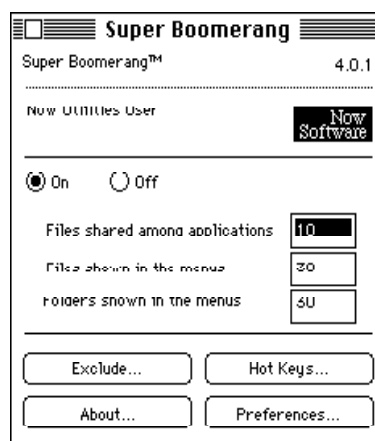 Super Boomerang
Super Boomerang™ 4.0.1
Now Utilities User
Now
Software
On Off
Files shared among applications 10
Files shown in the menus 30
Folders shown in the menus 30
Exclude... Hot Keys...
About... Preferences...